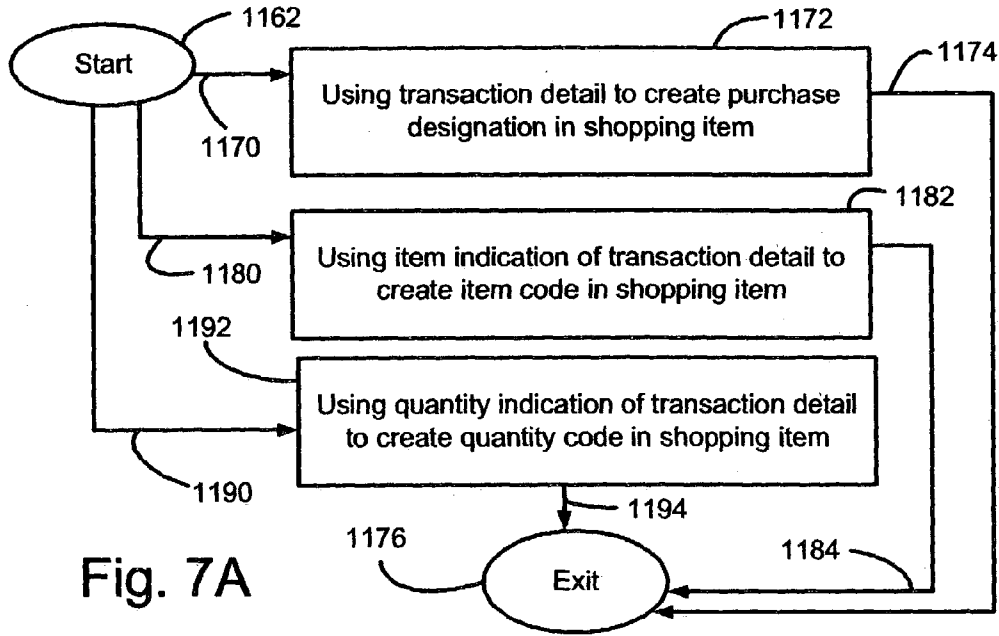 1162
Start
1172
1174
Using transaction detail to create purchase
designation in shopping item
1170
1182
Using item indication of transaction detail to
create item code in shopping item
1180
1192
Using quantity indication of transaction detail
to create quantity code in shopping item
1190
1194
1176
1184
Exit
Fig. 7A